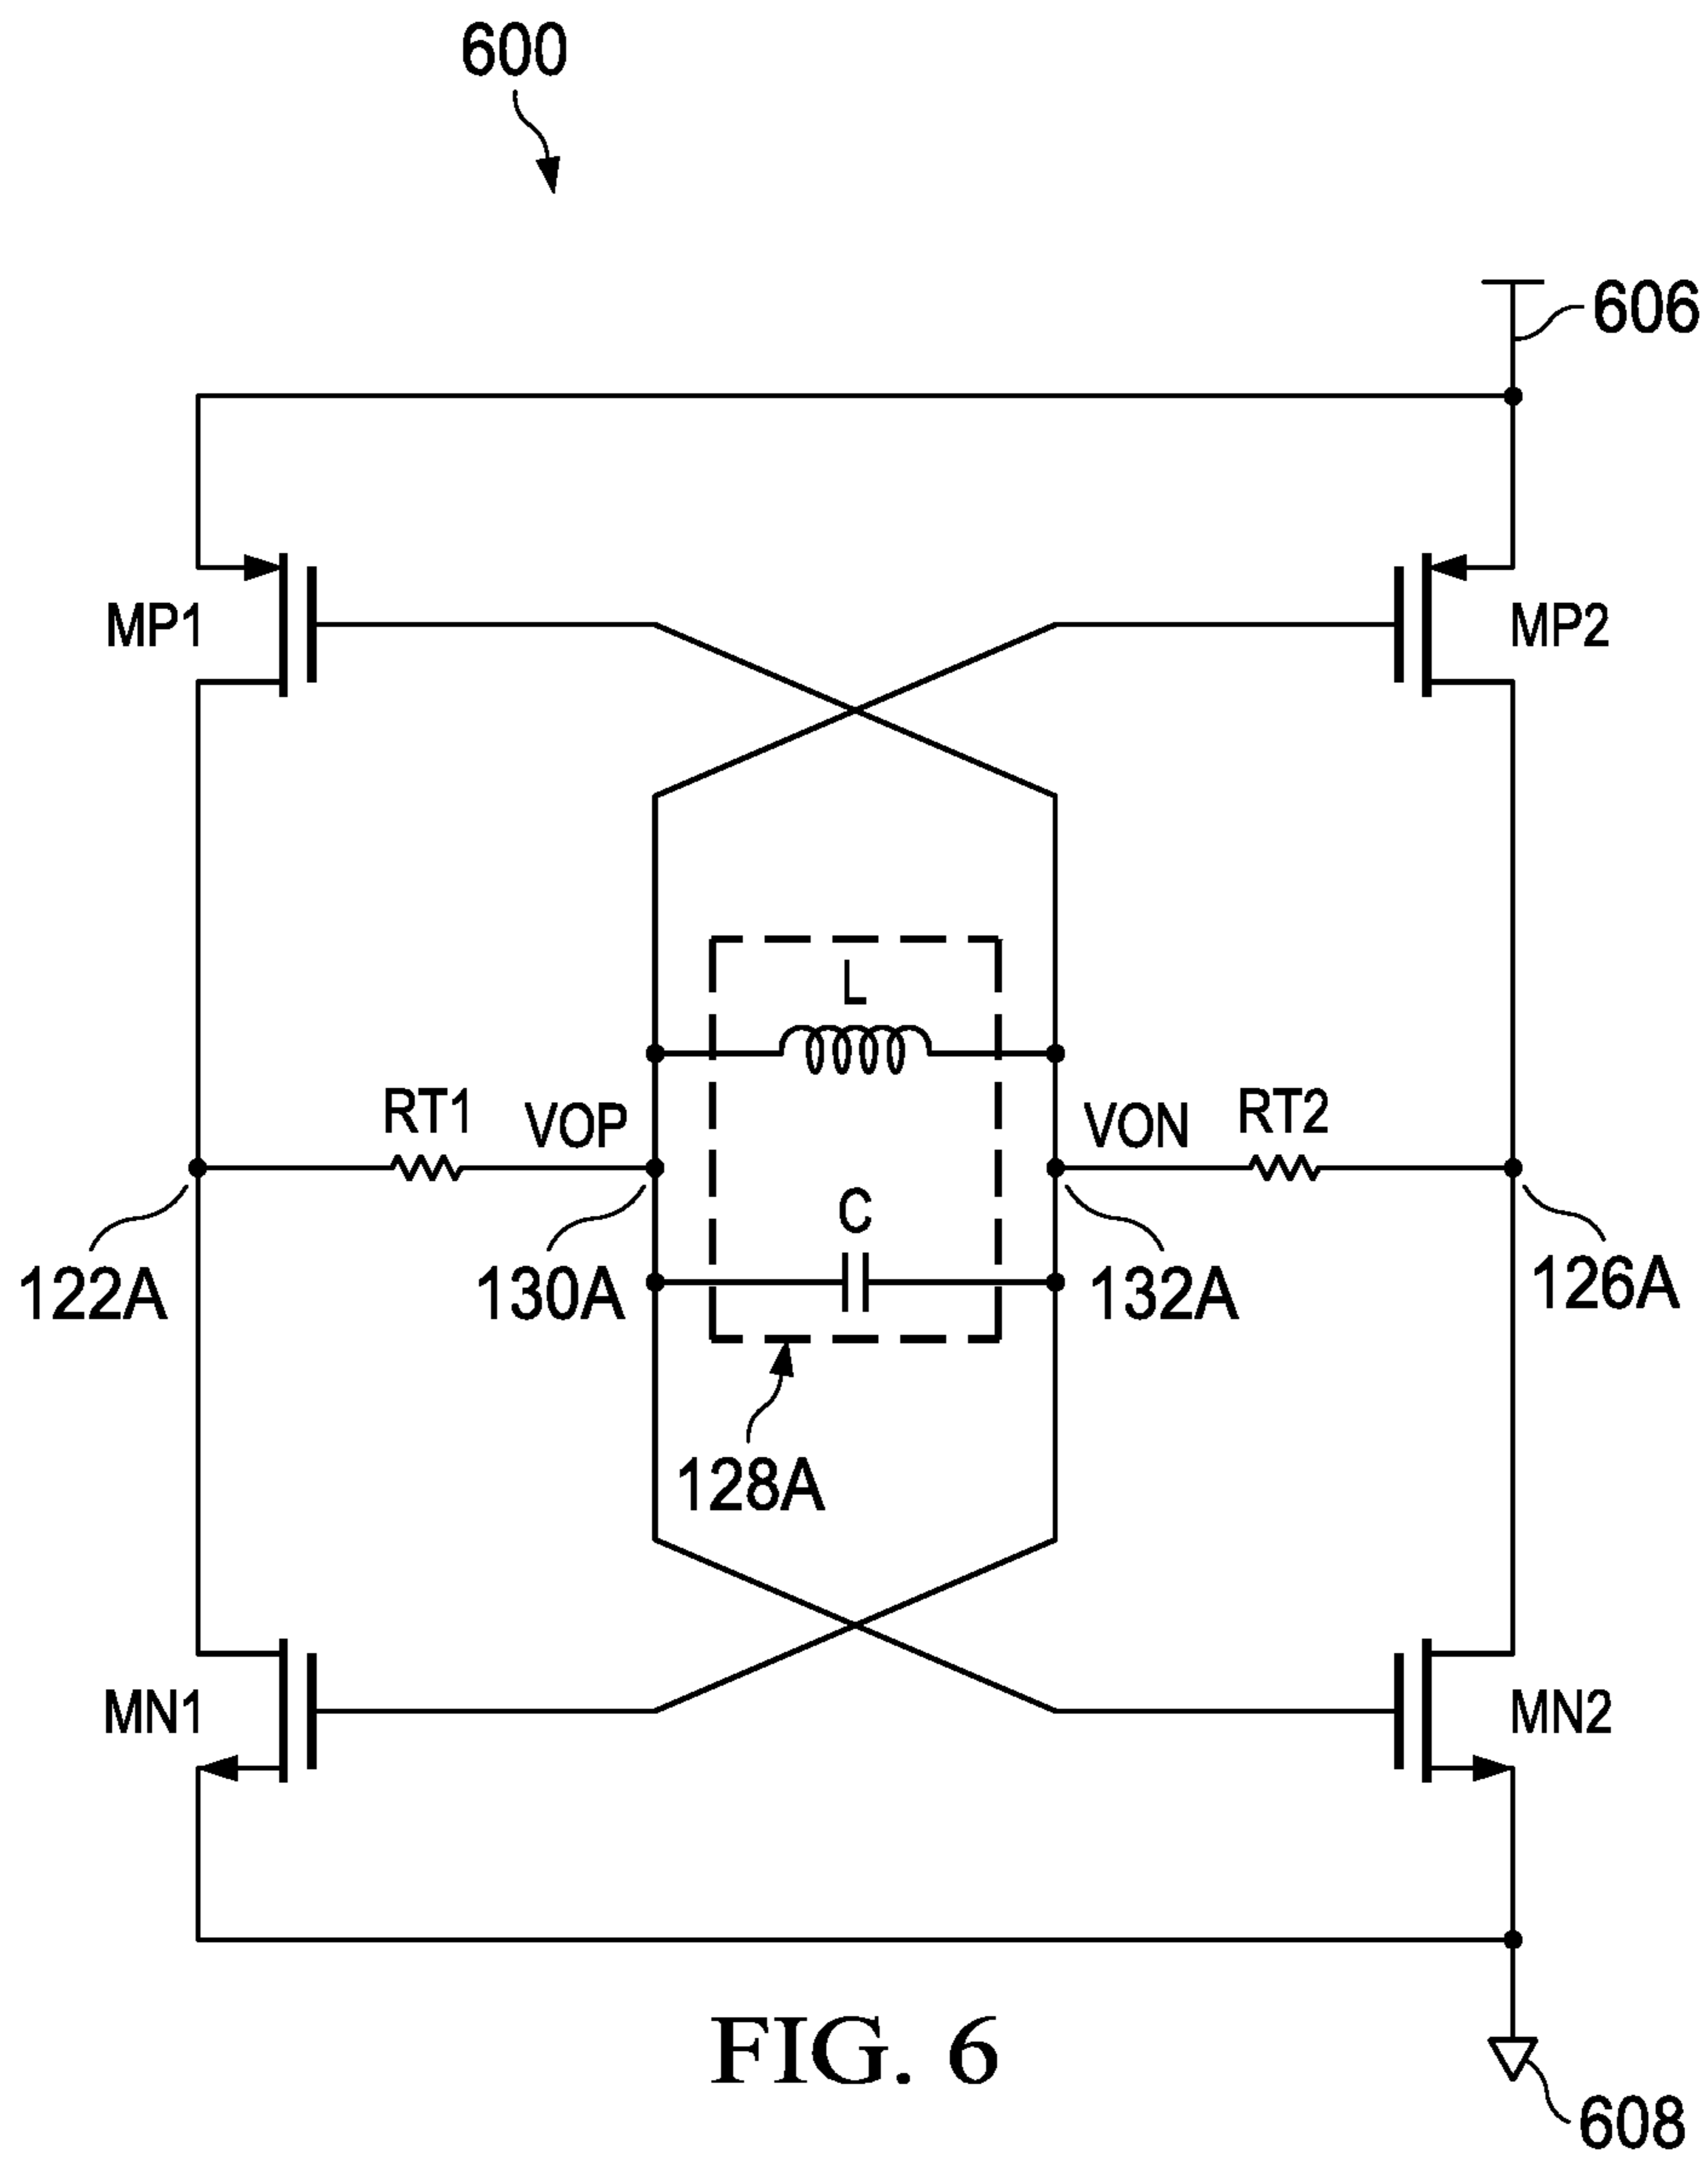 600
606
MP1
MP2
L
RT1
VOP
VON
RT2
C
122A
130A
132A
126A
128A
MN1
MN2
FIG. 6
608